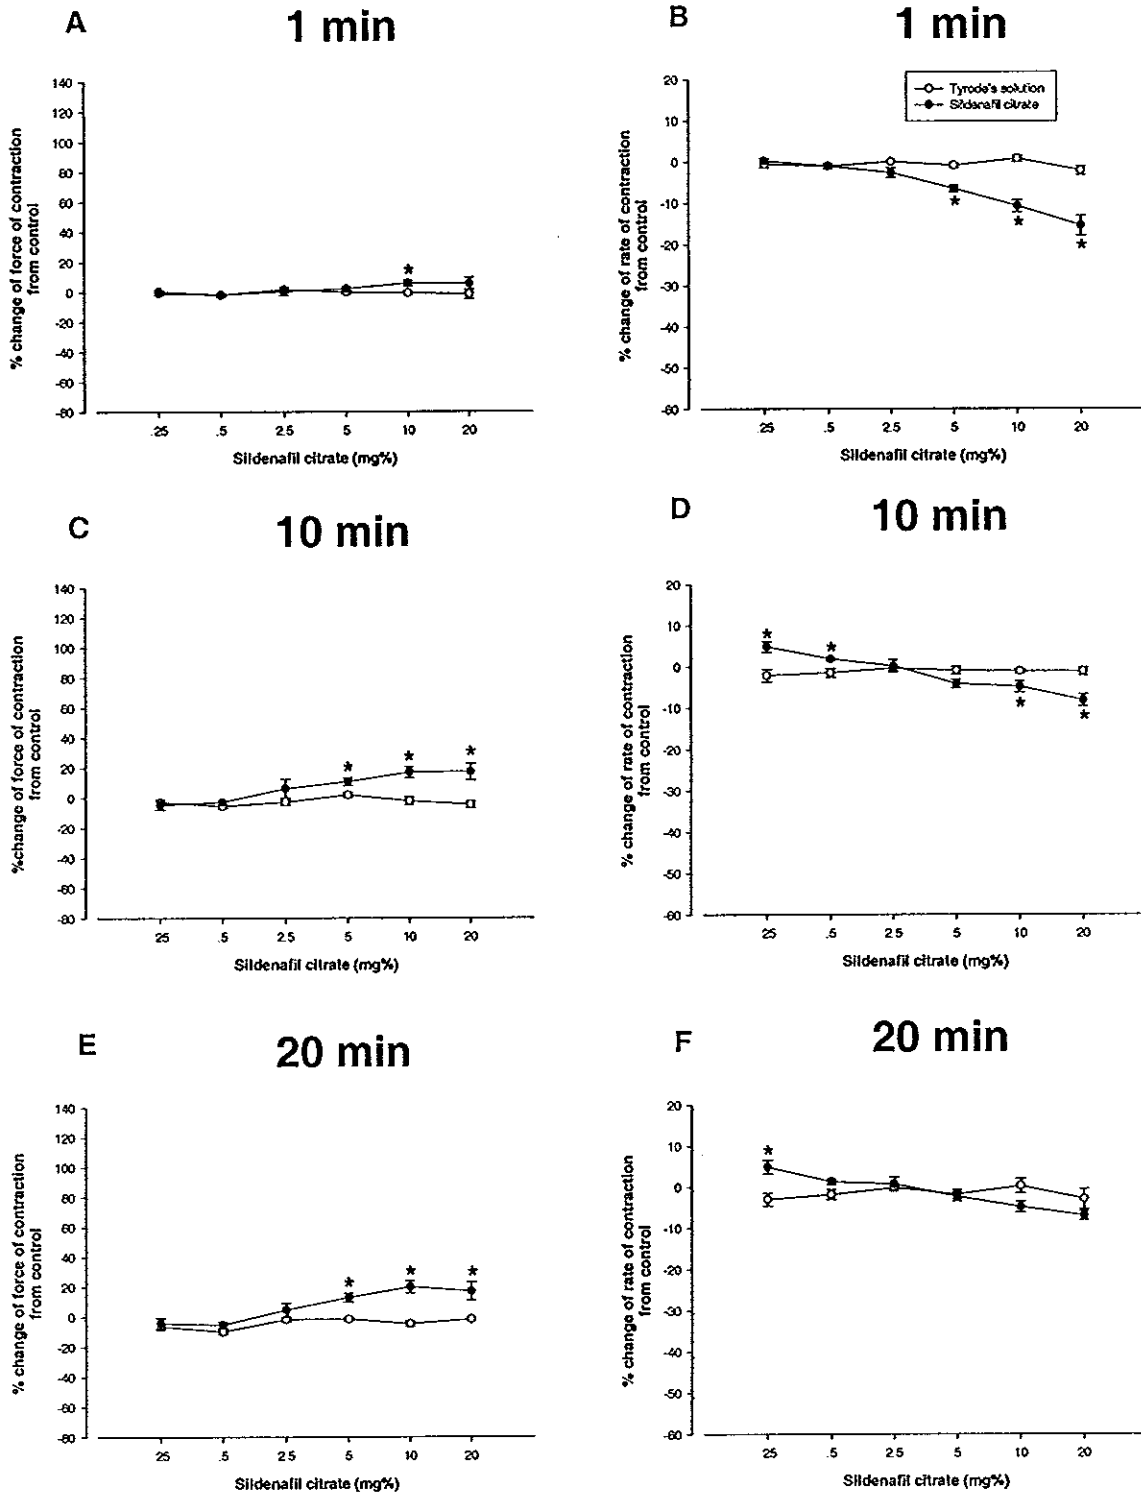 A
1 min
140
120
100
80
60
40
20
0
-20
-40
-60
-80
% change of force of contraction
from control
*
.25 .5 2.5 5 10 20
Sildenafil citrate (mg%)
B
1 min
Tyrode's solution
Sildenafil citrate
20
10
0
-10
-20
-30
-40
-50
-60
% change of rate of contraction
from control
* * *
.25 .5 2.5 5 10 20
Sildenafil citrate (mg%)
C
10 min
140
120
100
80
60
40
20
0
-20
-40
-60
-80
%change of force of contraction
from control
* * *
25 .5 2.5 5 10 20
Sildenafil citrate (mg%)
D
10 min
20
10
0
-10
-20
-30
-40
-50
-60
% change of rate of contraction
from control
* * * *
25 .5 2.5 5 10 20
Sildenafil citrate (mg%)
E
20 min
140
120
100
80
60
40
20
0
-20
-40
-60
-80
% change of force of contraction
from control
* * *
25 .5 2.5 5 10 20
Sildenafil citrate (mg%)
F
20 min
20
10
0
-10
-20
-30
-40
-50
-60
% change of rate of contraction
from control
*
25 .5 2.5 5 10 20
Sildenafil citrate (mg%)